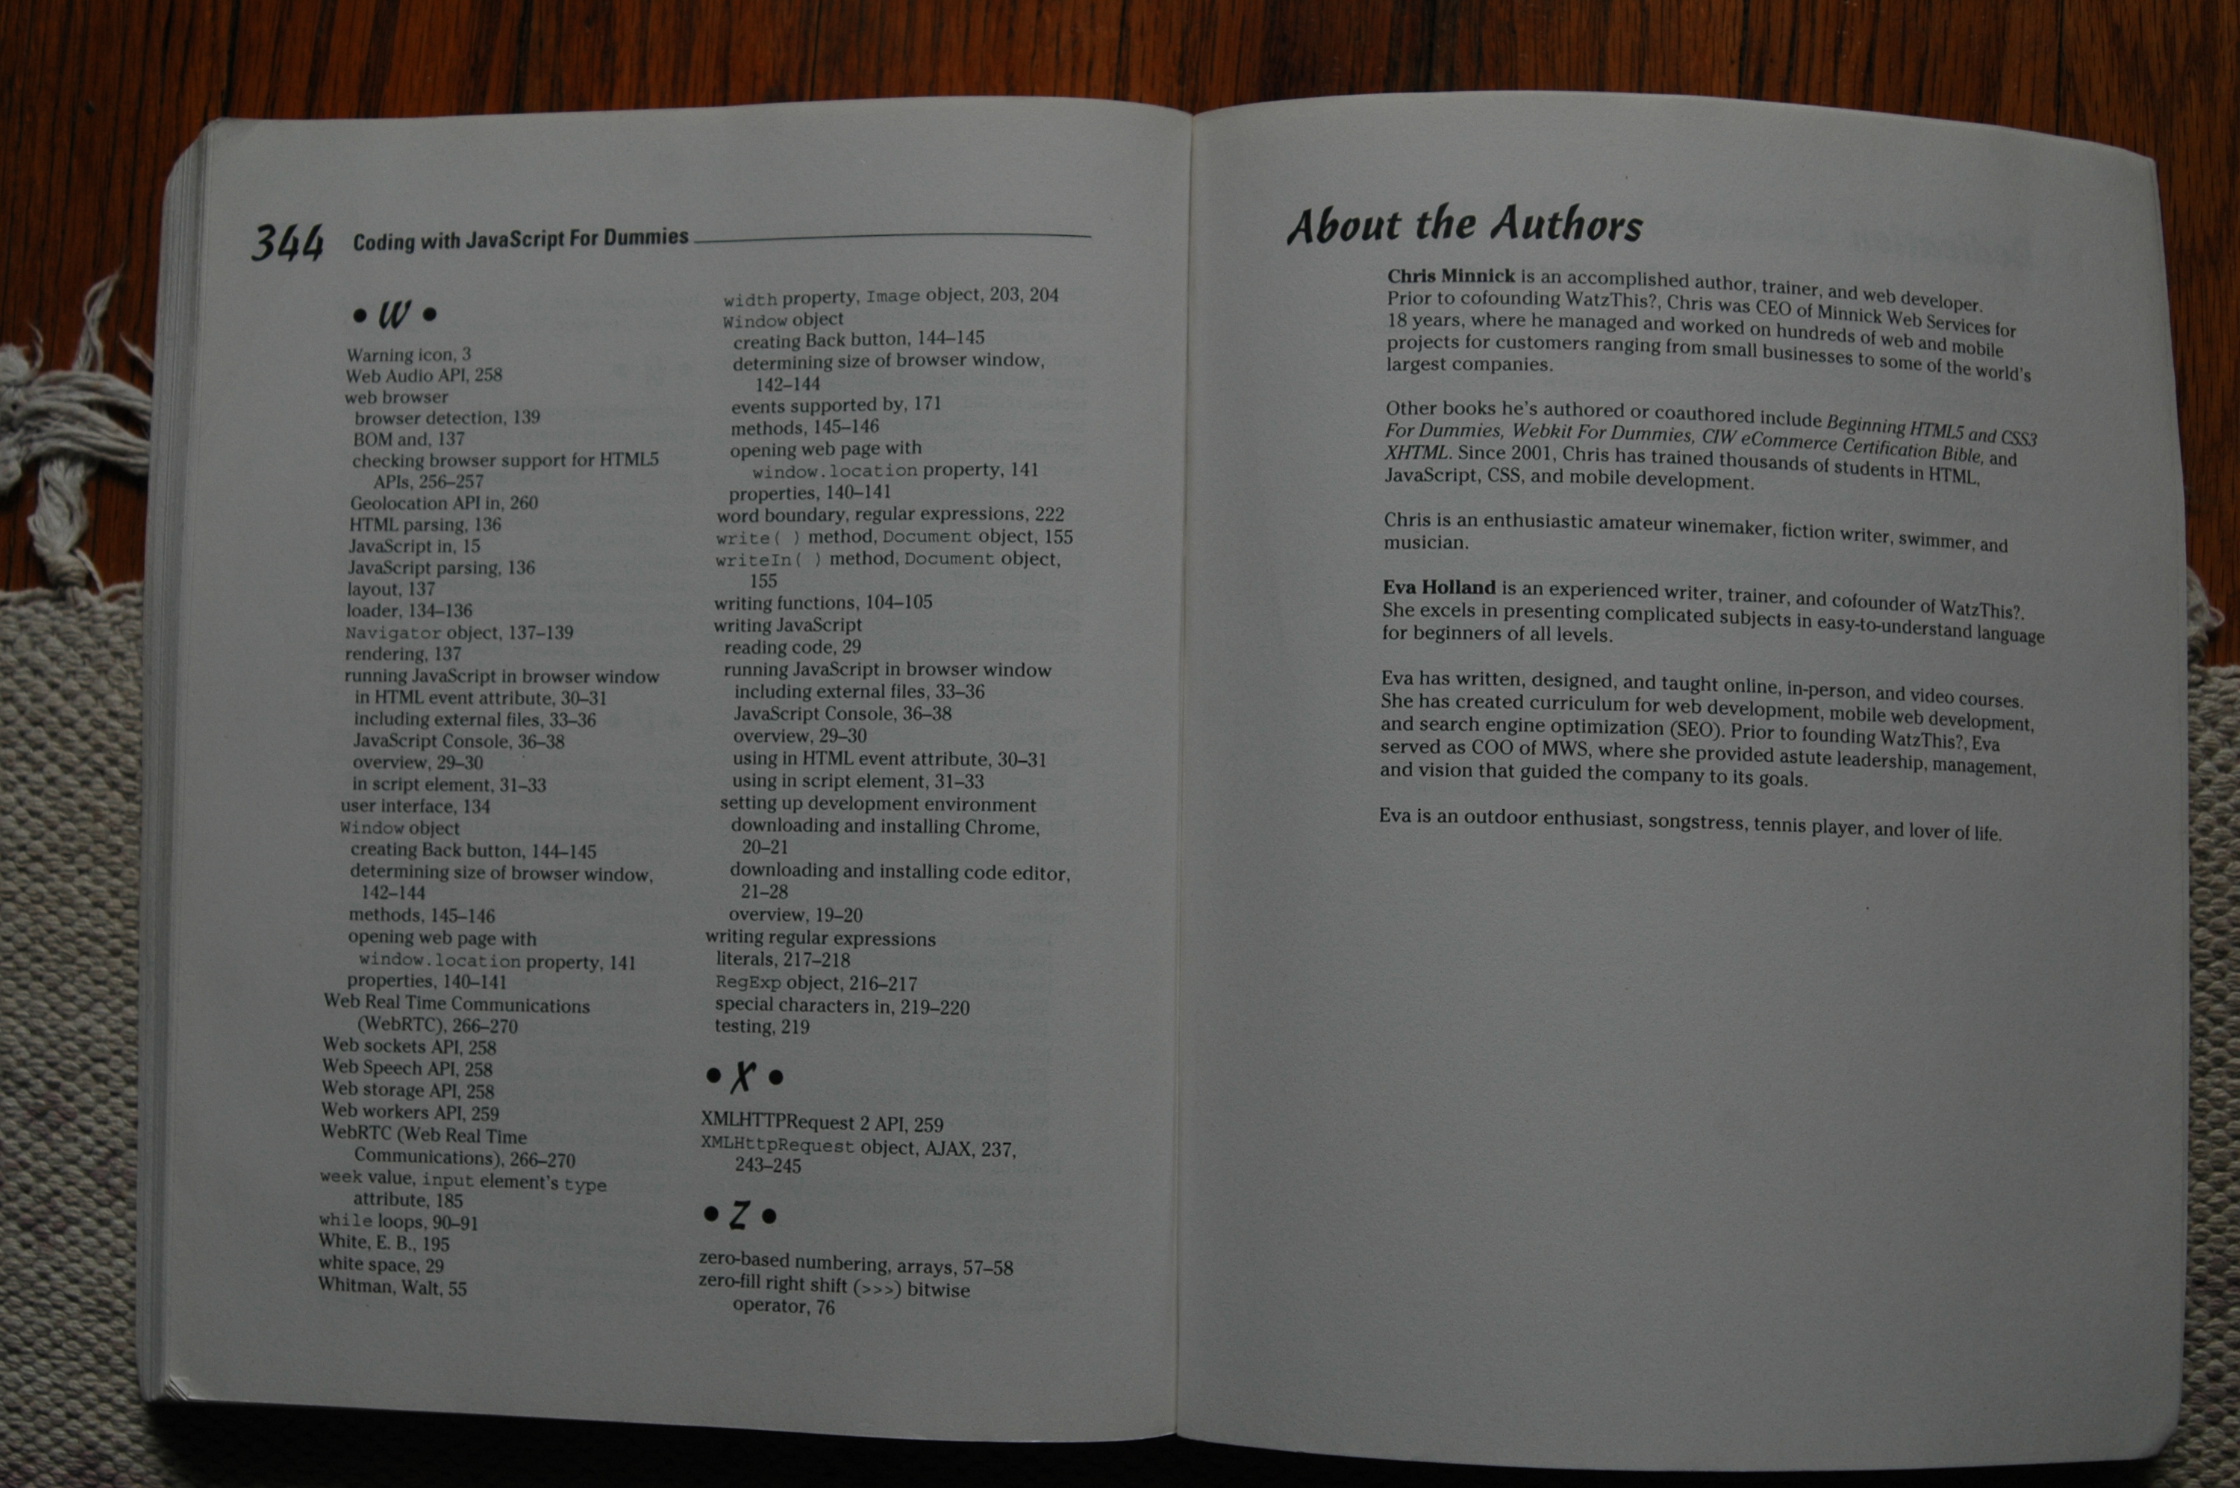 344 Coding with JavaScript For Dummies
• W •
Warning icon, 3
Web Audio API, 258
web browser
browser detection, 139
BOM and, 137
checking browser support for HTML5
APIs, 256–257
Geolocation API in, 260
HTML parsing, 136
JavaScript in, 15
JavaScript parsing, 136
layout, 137
loader, 134–136
Navigator object, 137–139
rendering, 137
running JavaScript in browser window
in HTML event attribute, 30–31
including external files, 33–36
JavaScript Console, 36–38
overview, 29–30
in script element, 31–33
user interface, 134
Window object
creating Back button, 144–145
determining size of browser window,
142–144
methods, 145–146
opening web page with
window.location property, 141
properties, 140–141
Web Real Time Communications
(WebRTC), 266–270
Web sockets API, 258
Web Speech API, 258
Web storage API, 258
Web workers API, 259
WebRTC (Web Real Time
Communications), 266–270
week value, input element's type
attribute, 185
while loops, 90–91
White, E. B., 195
white space, 29
Whitman, Walt, 55
width property, Image object, 203, 204
Window object
creating Back button, 144–145
determining size of browser window,
142–144
events supported by, 171
methods, 145–146
opening web page with
window.location property, 141
properties, 140–141
word boundary, regular expressions, 222
write( ) method, Document object, 155
writeln( ) method, Document object,
155
writing functions, 104–105
writing JavaScript
reading code, 29
running JavaScript in browser window
including external files, 33–36
JavaScript Console, 36–38
overview, 29–30
using in HTML event attribute, 30–31
using in script element, 31–33
setting up development environment
downloading and installing Chrome,
20–21
downloading and installing code editor,
21–28
overview, 19–20
writing regular expressions
literals, 217–218
RegExp object, 216–217
special characters in, 219–220
testing, 219
• X •
XMLHTTPRequest 2 API, 259
XMLHttpRequest object, AJAX, 237,
243–245
• Z •
zero-based numbering, arrays, 57–58
zero-fill right shift (>>>) bitwise
operator, 76
About the Authors
Chris Minnick is an accomplished author, trainer, and web developer.
Prior to cofounding WatzThis?, Chris was CEO of Minnick Web Services for
18 years, where he managed and worked on hundreds of web and mobile
projects for customers ranging from small businesses to some of the world's
largest companies.
Other books he's authored or coauthored include Beginning HTML5 and CSS3
For Dummies, Webkit For Dummies, CIW eCommerce Certification Bible, and
XHTML. Since 2001, Chris has trained thousands of students in HTML,
JavaScript, CSS, and mobile development.
Chris is an enthusiastic amateur winemaker, fiction writer, swimmer, and
musician.
Eva Holland is an experienced writer, trainer, and cofounder of WatzThis?.
She excels in presenting complicated subjects in easy-to-understand language
for beginners of all levels.
Eva has written, designed, and taught online, in-person, and video courses.
She has created curriculum for web development, mobile web development,
and search engine optimization (SEO). Prior to founding WatzThis?, Eva
served as COO of MWS, where she provided astute leadership, management,
and vision that guided the company to its goals.
Eva is an outdoor enthusiast, songstress, tennis player, and lover of life.